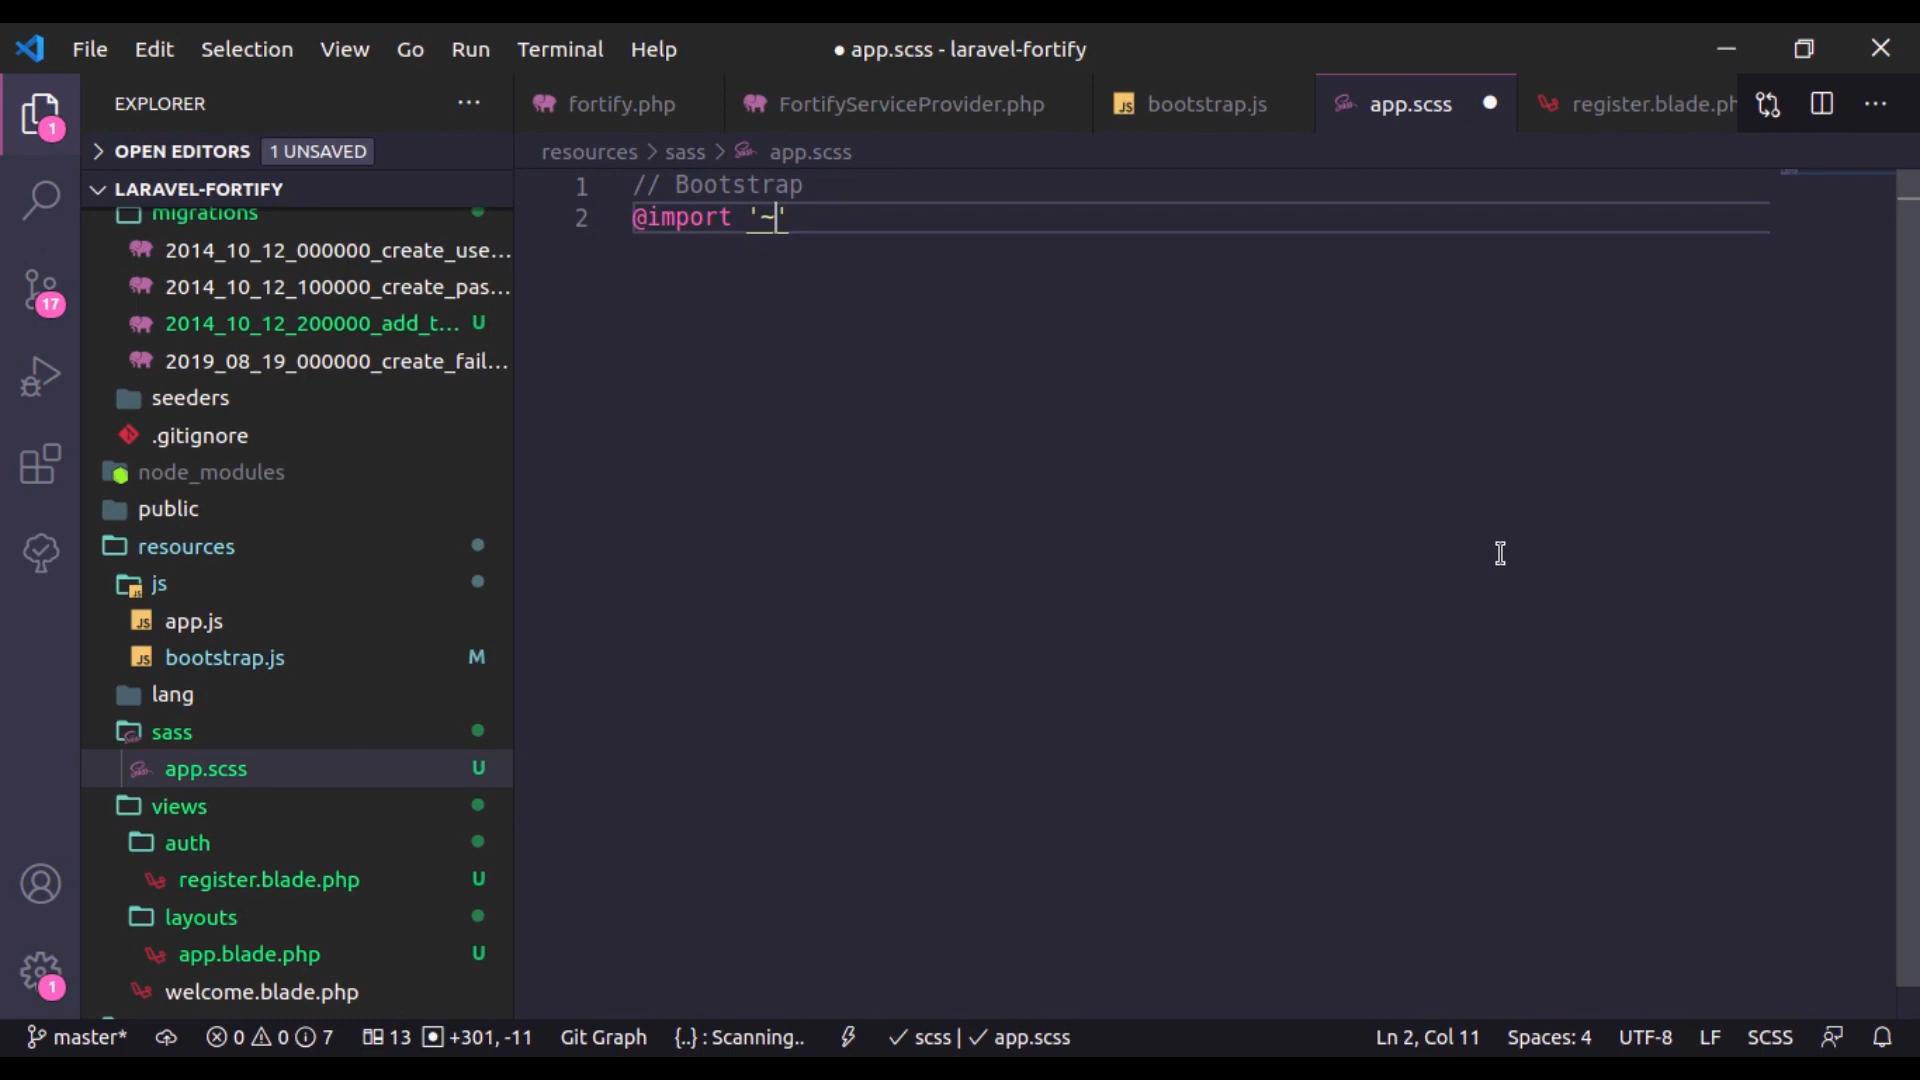 File Edit Selection View Go Run Terminal Help
● app.scss - laravel-fortify
EXPLORER
fortify.php
FortifyServiceProvider.php
JS bootstrap.js
app.scss
register.blade.ph
OPEN EDITORS 1 UNSAVED
resources > sass > app.scss
LARAVEL-FORTIFY
1 // Bootstrap
2 @import '~'
migrations
2014_10_12_000000_create_use...
2014_10_12_100000_create_pas...
2014_10_12_200000_add_t... U
2019_08_19_000000_create_fail...
seeders
.gitignore
node_modules
public
resources
js
JS app.js
JS bootstrap.js M
lang
sass
app.scss U
views
auth
register.blade.php U
layouts
app.blade.php U
welcome.blade.php
1
17
1
master* 0 0 7 13 +301, -11 Git Graph {..} : Scanning.. ✓ scss | ✓ app.scss Ln 2, Col 11 Spaces: 4 UTF-8 LF SCSS